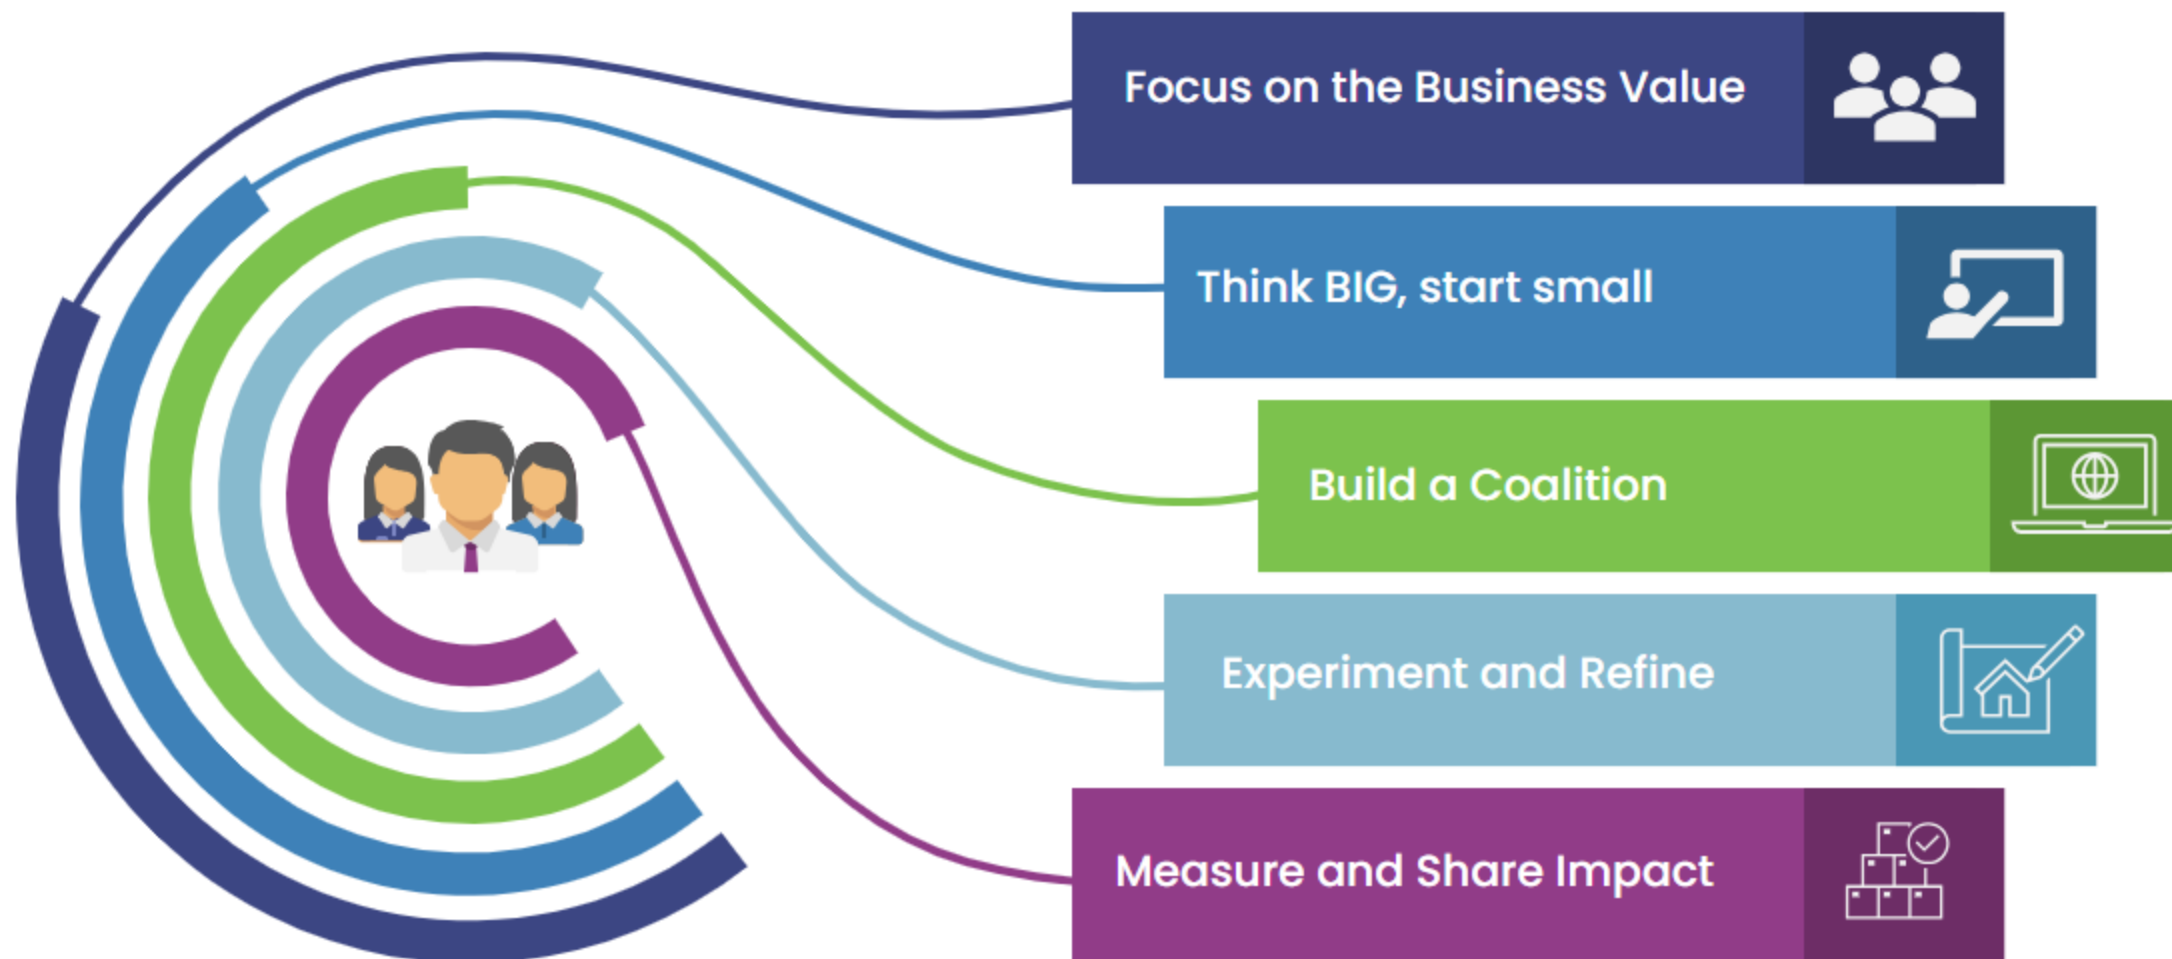 Focus on the Business Value
Think BIG, start small
Build a Coalition
Experiment and Refine
Measure and Share Impact